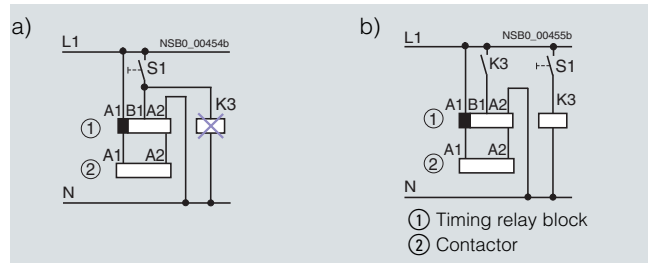 a)
L1 NSB0_00454b
S1
A1 B1 A2 K3
①
A1 A2
②
N
b)
L1 NSB0_00455b
K3 S1
A1 B1 A2 K3
①
A1 A2
②
N
① Timing relay block
② Contactor